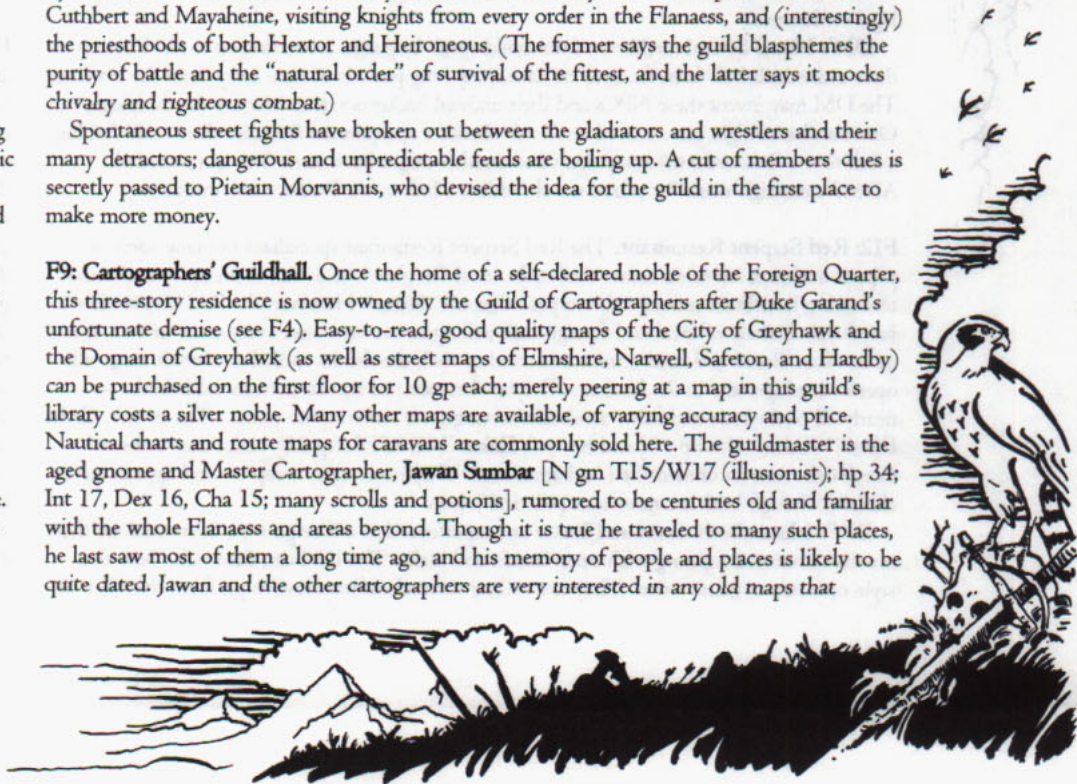 Cuthbert and Mayaheine, visiting knights from every order in the Flanaess, and (interestingly)
the priesthoods of both Hextor and Heironeous. (The former says the guild blasphemes the
purity of battle and the “natural order” of survival of the fittest, and the latter says it mocks
chivalry and righteous combat.)
Spontaneous street fights have broken out between the gladiators and wrestlers and their
many detractors; dangerous and unpredictable feuds are boiling up. A cut of members’ dues is
secretly passed to Pietain Morvannis, who devised the idea for the guild in the first place to
make more money.
F9: Cartographers’ Guildhall. Once the home of a self-declared noble of the Foreign Quarter,
this three-story residence is now owned by the Guild of Cartographers after Duke Garand’s
unfortunate demise (see F4). Easy-to-read, good quality maps of the City of Greyhawk and
the Domain of Greyhawk (as well as street maps of Elmshire, Narwell, Safeton, and Hardby)
can be purchased on the first floor for 10 gp each; merely peering at a map in this guild’s
library costs a silver noble. Many other maps are available, of varying accuracy and price.
Nautical charts and route maps for caravans are commonly sold here. The guildmaster is the
aged gnome and Master Cartographer, Jawan Sumbar [N gm T15/W17 (illusionist); hp 34;
Int 17, Dex 16, Cha 15; many scrolls and potions], rumored to be centuries old and familiar
with the whole Flanaess and areas beyond. Though it is true he traveled to many such places,
he last saw most of them a long time ago, and his memory of people and places is likely to be
quite dated. Jawan and the other cartographers are very interested in any old maps that